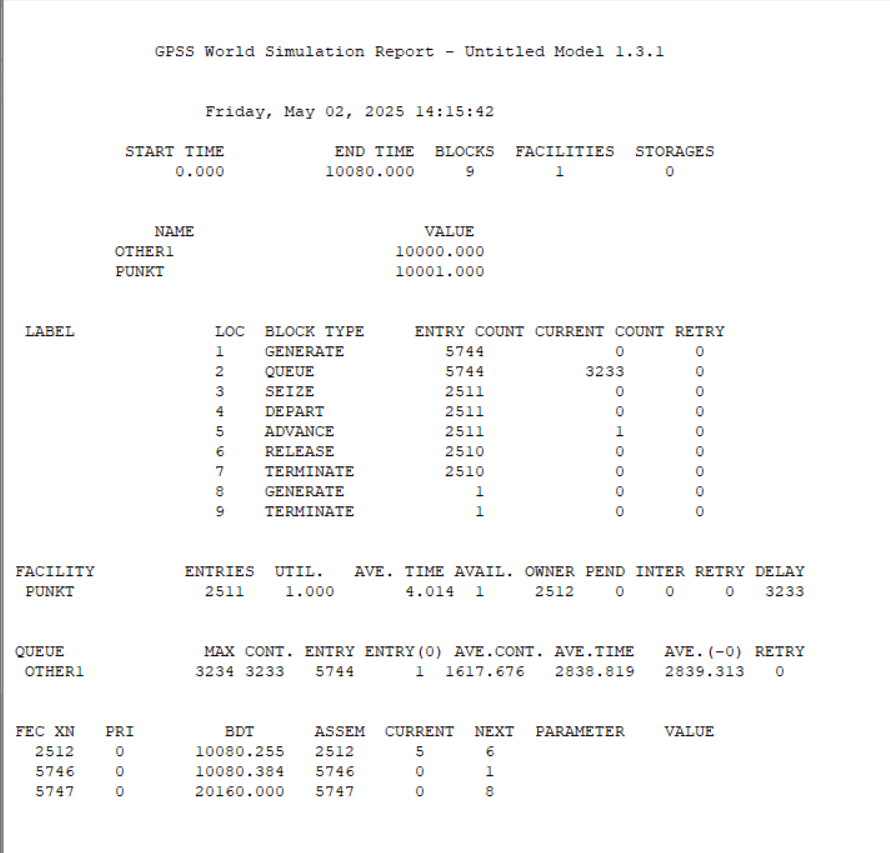 GPSS World Simulation Report - Untitled Model 1.3.1
Friday, May 02, 2025 14:15:42
START TIME END TIME BLOCKS FACILITIES STORAGES
0.000 10080.000 9 1 0
NAME VALUE
OTHER1 10000.000
PUNKT 10001.000
LABEL LOC BLOCK TYPE ENTRY COUNT CURRENT COUNT RETRY
1 GENERATE 5744 0 0
2 QUEUE 5744 3233 0
3 SEIZE 2511 0 0
4 DEPART 2511 0 0
5 ADVANCE 2511 1 0
6 RELEASE 2510 0 0
7 TERMINATE 2510 0 0
8 GENERATE 1 0 0
9 TERMINATE 1 0 0
FACILITY ENTRIES UTIL. AVE. TIME AVAIL. OWNER PEND INTER RETRY DELAY
PUNKT 2511 1.000 4.014 1 2512 0 0 0 3233
QUEUE MAX CONT. ENTRY ENTRY(0) AVE.CONT. AVE.TIME AVE.(-0) RETRY
OTHER1 3234 3233 5744 1 1617.676 2838.819 2839.313 0
FEC XN PRI BDT ASSEM CURRENT NEXT PARAMETER VALUE
2512 0 10080.255 2512 5 6
5746 0 10080.384 5746 0 1
5747 0 20160.000 5747 0 8